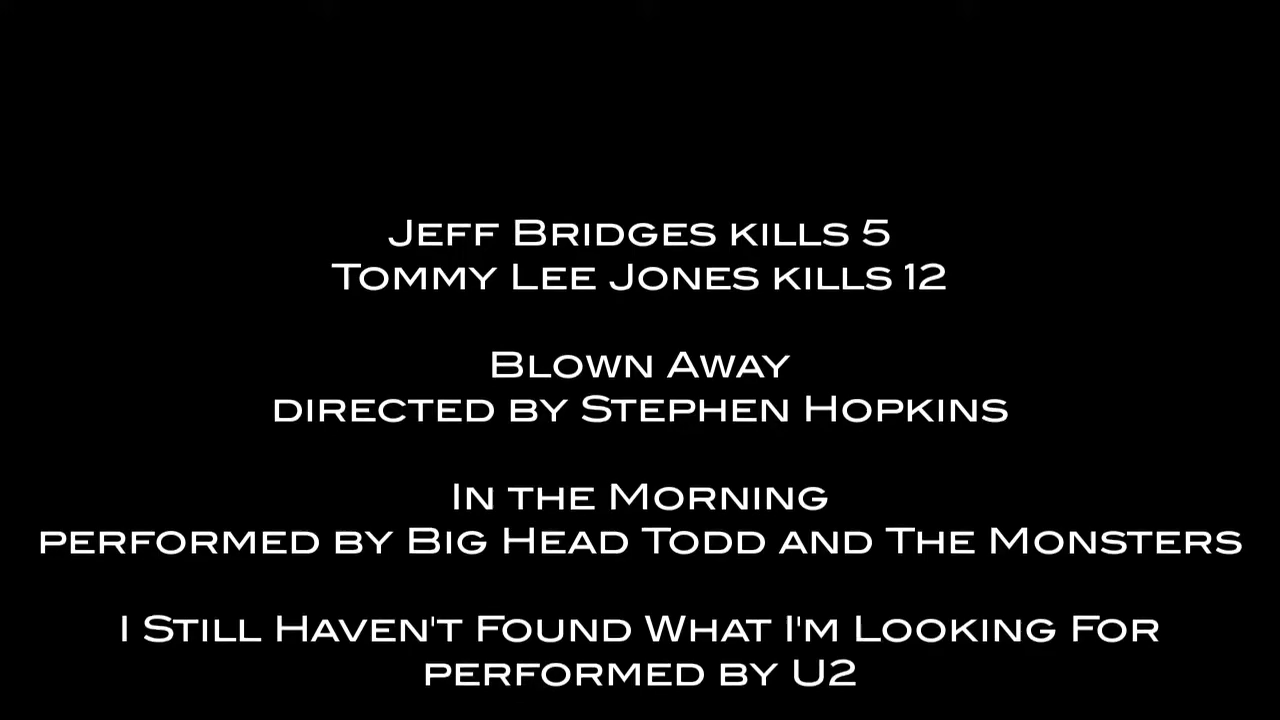 Jeff Bridges kills 5
Tommy Lee Jones kills 12
Blown Away
directed by Stephen Hopkins
In the Morning
performed by Big Head Todd and The Monsters
I Still Haven't Found What I'm Looking For
performed by U2